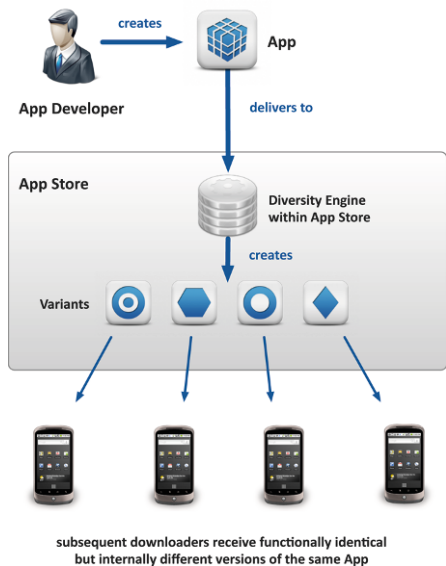 creates
App
App Developer
delivers to
App Store
Diversity Engine
within App Store
creates
Variants
subsequent downloaders receive functionally identical
but internally different versions of the same App